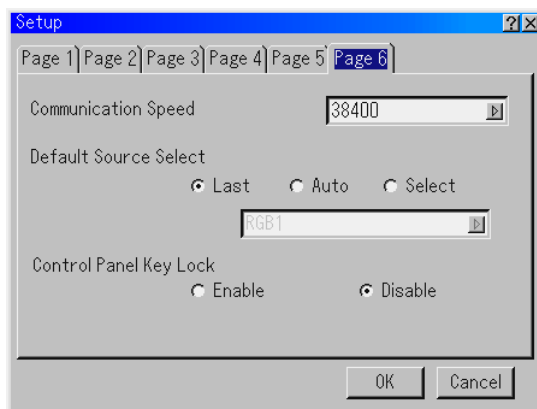 Setup
Page 1 Page 2 Page 3 Page 4 Page 5 Page 6
Communication Speed 38400
Default Source Select
Last Auto Select
RGB1
Control Panel Key Lock
Enable Disable
OK Cancel